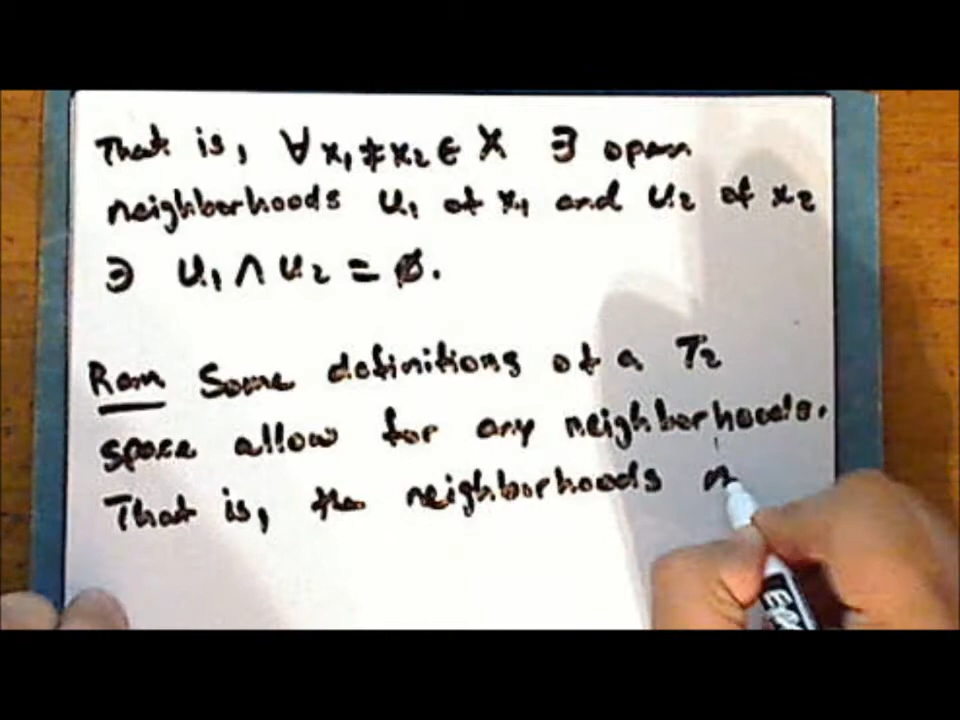 That is, ∀ x₁ ≠ x₂ ∈ X ∃ open
neighborhoods U₁ of x₁ and U₂ of x₂
∋ U₁ ∩ U₂ = ∅.
Rem Some definitions of a T₂
space allow for any neighborhoods.
That is, the neighborhoods